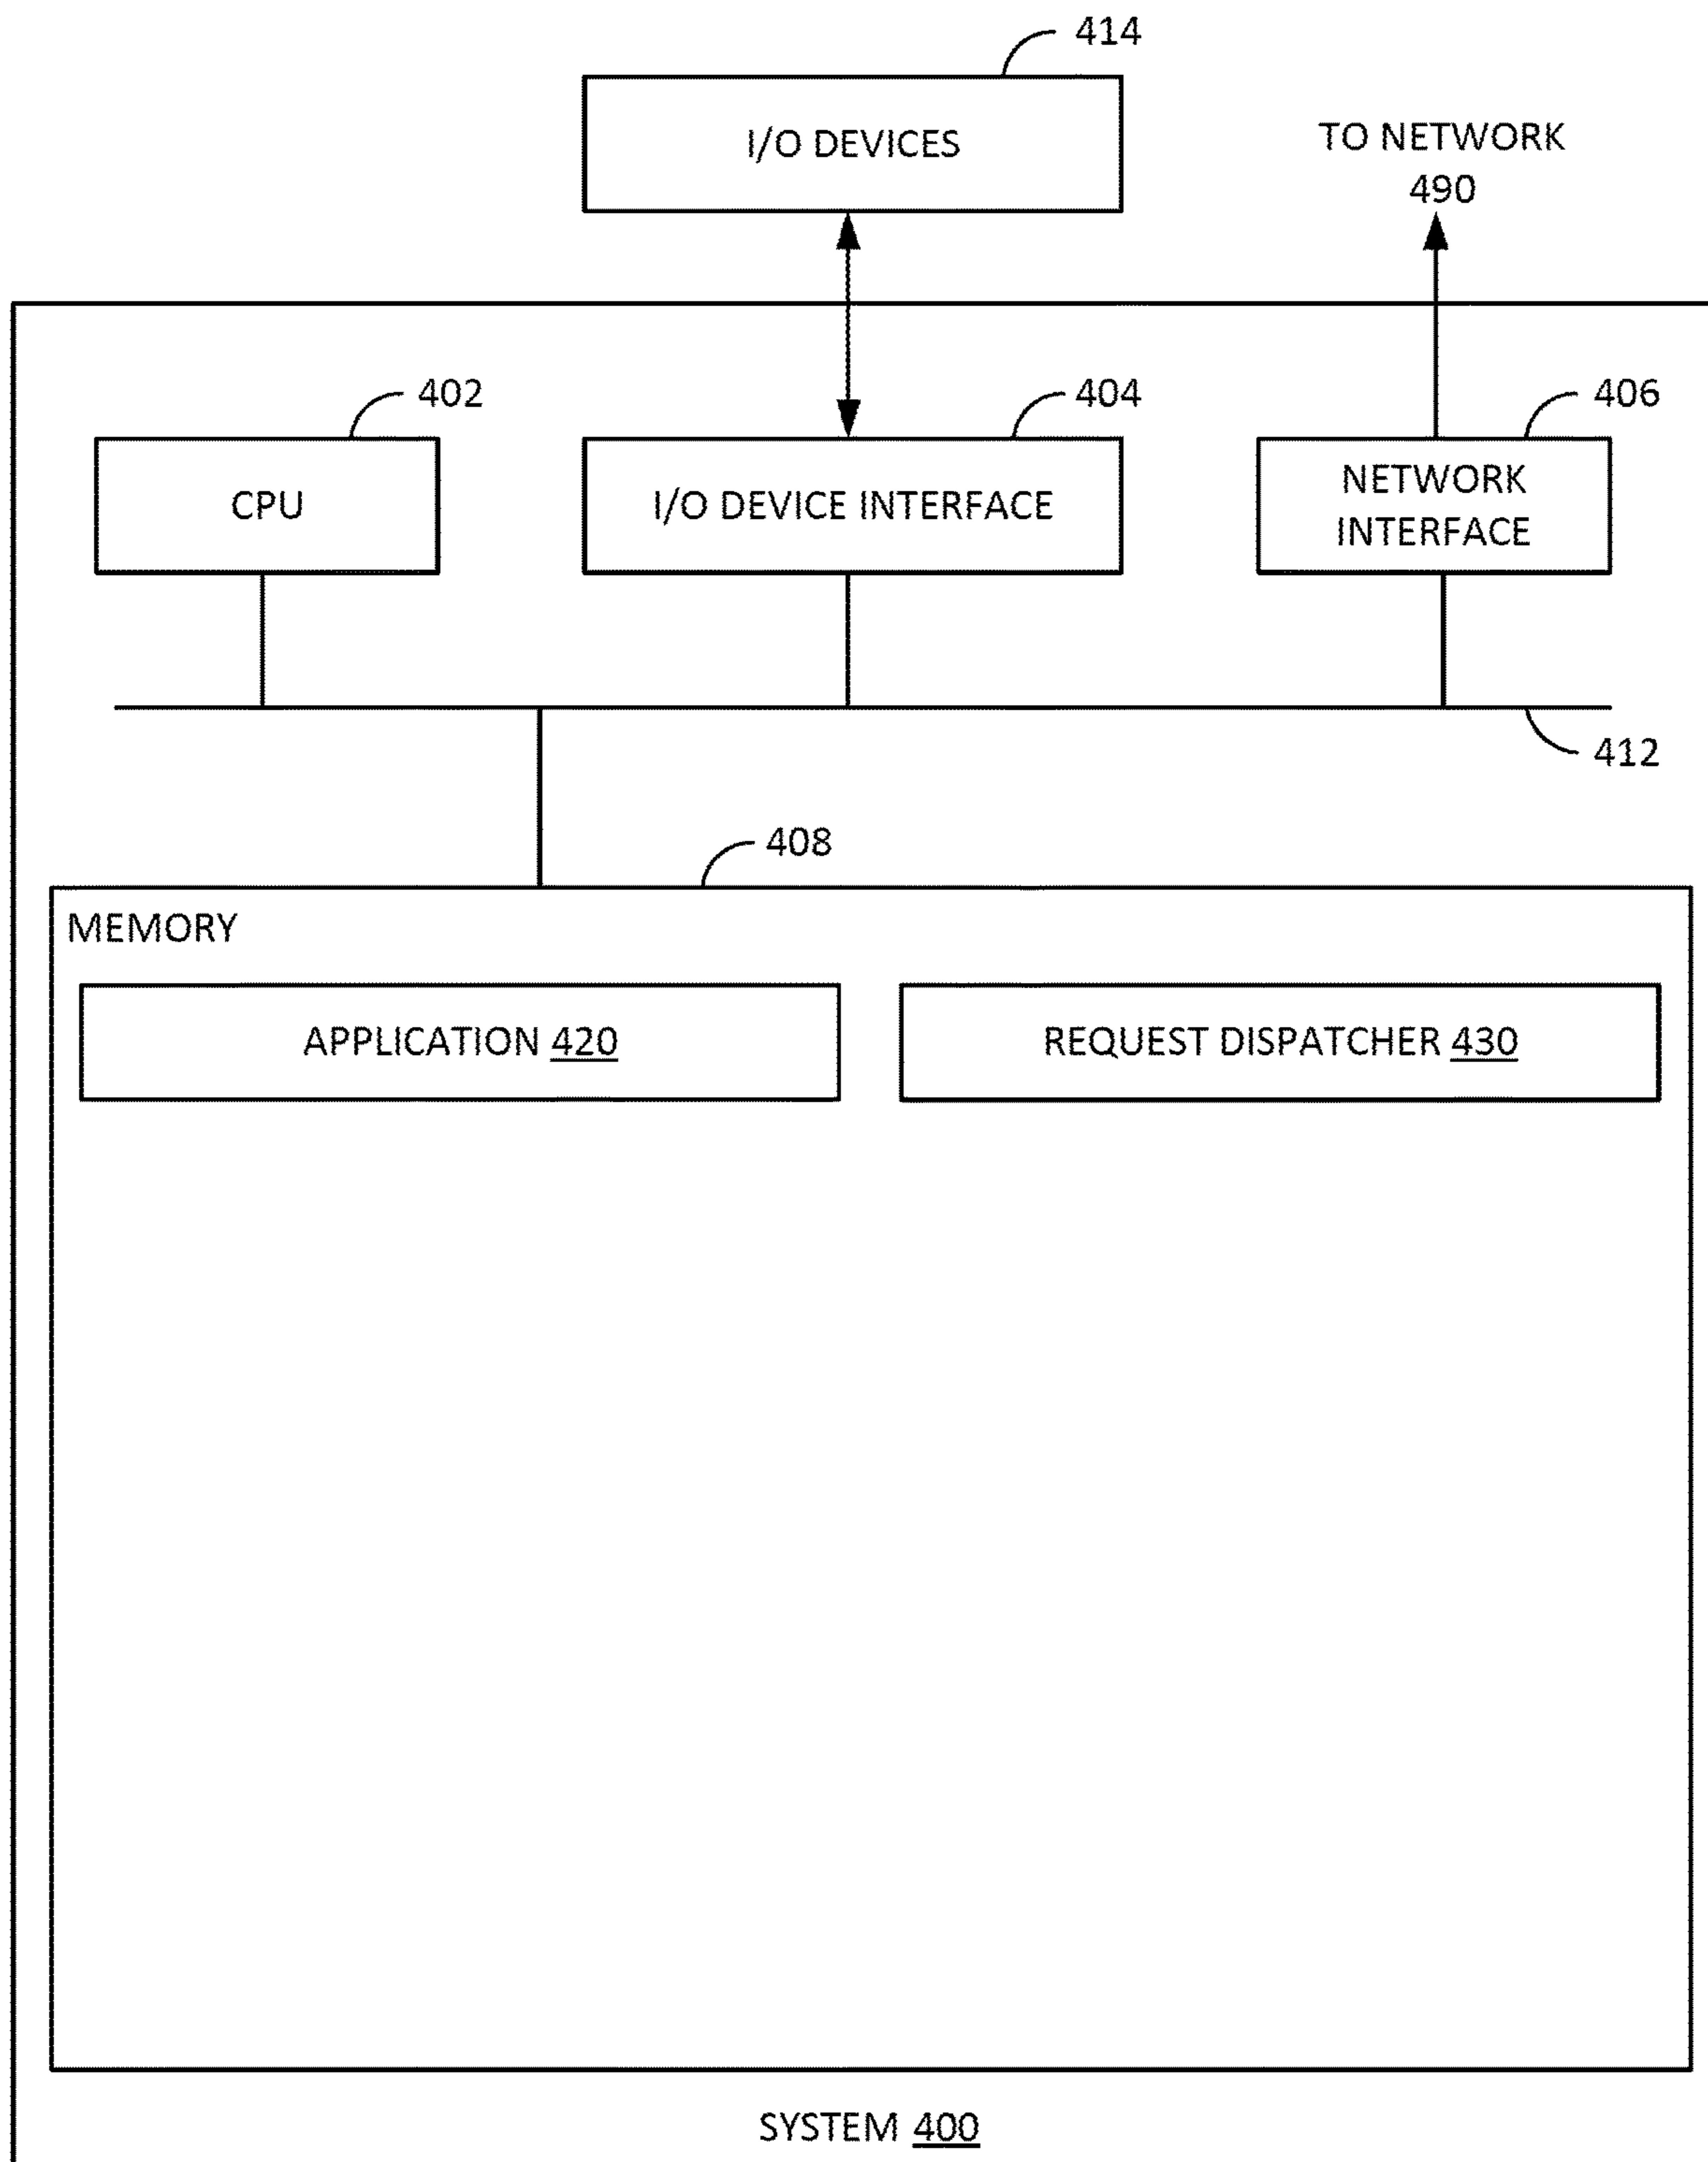 414
I/O DEVICES
TO NETWORK
490
402
404
406
CPU
I/O DEVICE INTERFACE
NETWORK
INTERFACE
412
408
MEMORY
APPLICATION 420
REQUEST DISPATCHER 430
SYSTEM 400